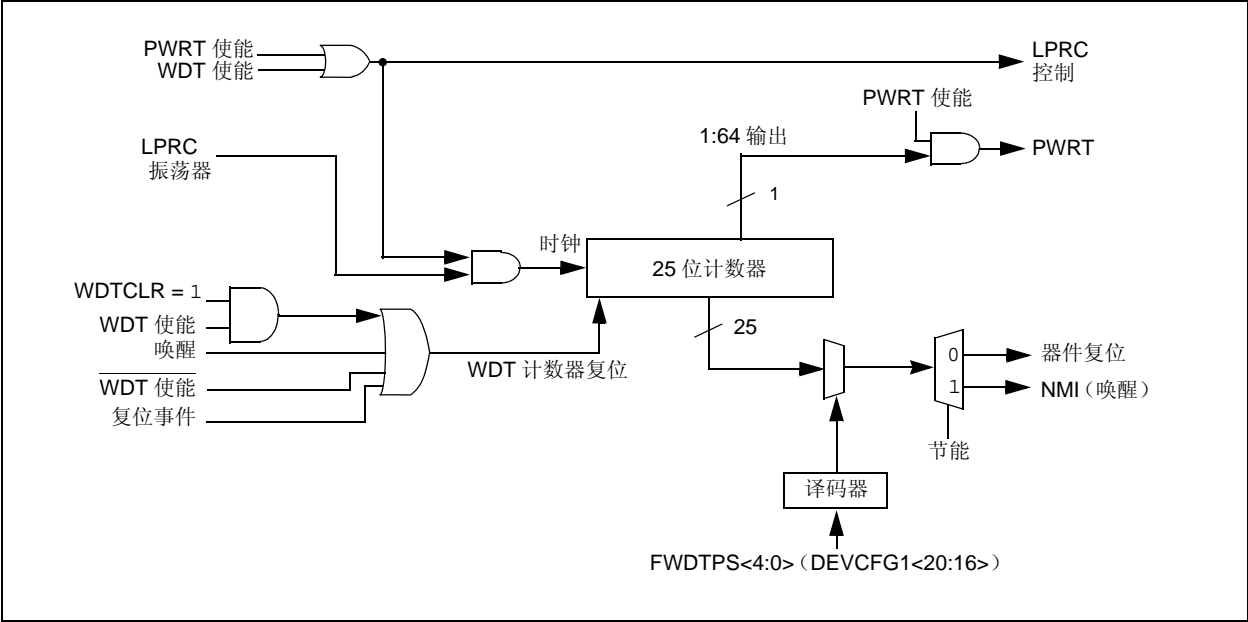 PWRT 使能
WDT 使能
LPRC
控制
PWRT 使能
1:64 输出
PWRT
LPRC
振荡器
1
时钟
25 位计数器
WDTCLR = 1
WDT 使能
唤醒
WDT 使能
复位事件
WDT 计数器复位
25
0
器件复位
1
NMI（唤醒）
节能
译码器
FWDTPS<4:0>（DEVCFG1<20:16>）